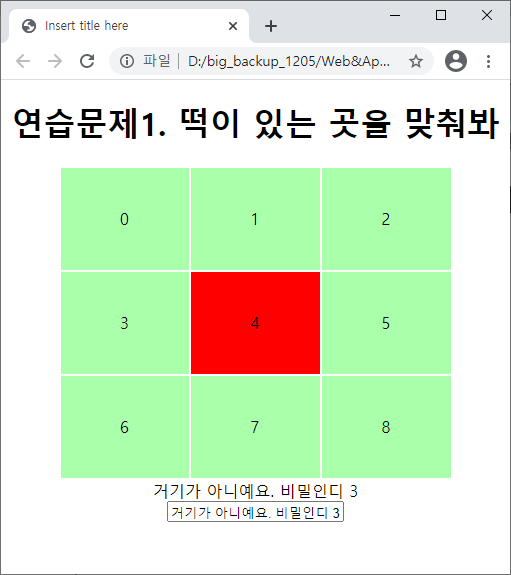 Insert title here
파일 D:/big_backup_1205/Web&Ap...
연습문제1. 떡이 있는 곳을 맞춰봐
0 1 2
3 4 5
6 7 8
거기가 아니예요. 비밀인디 3
거기가 아니예요. 비밀인디 3